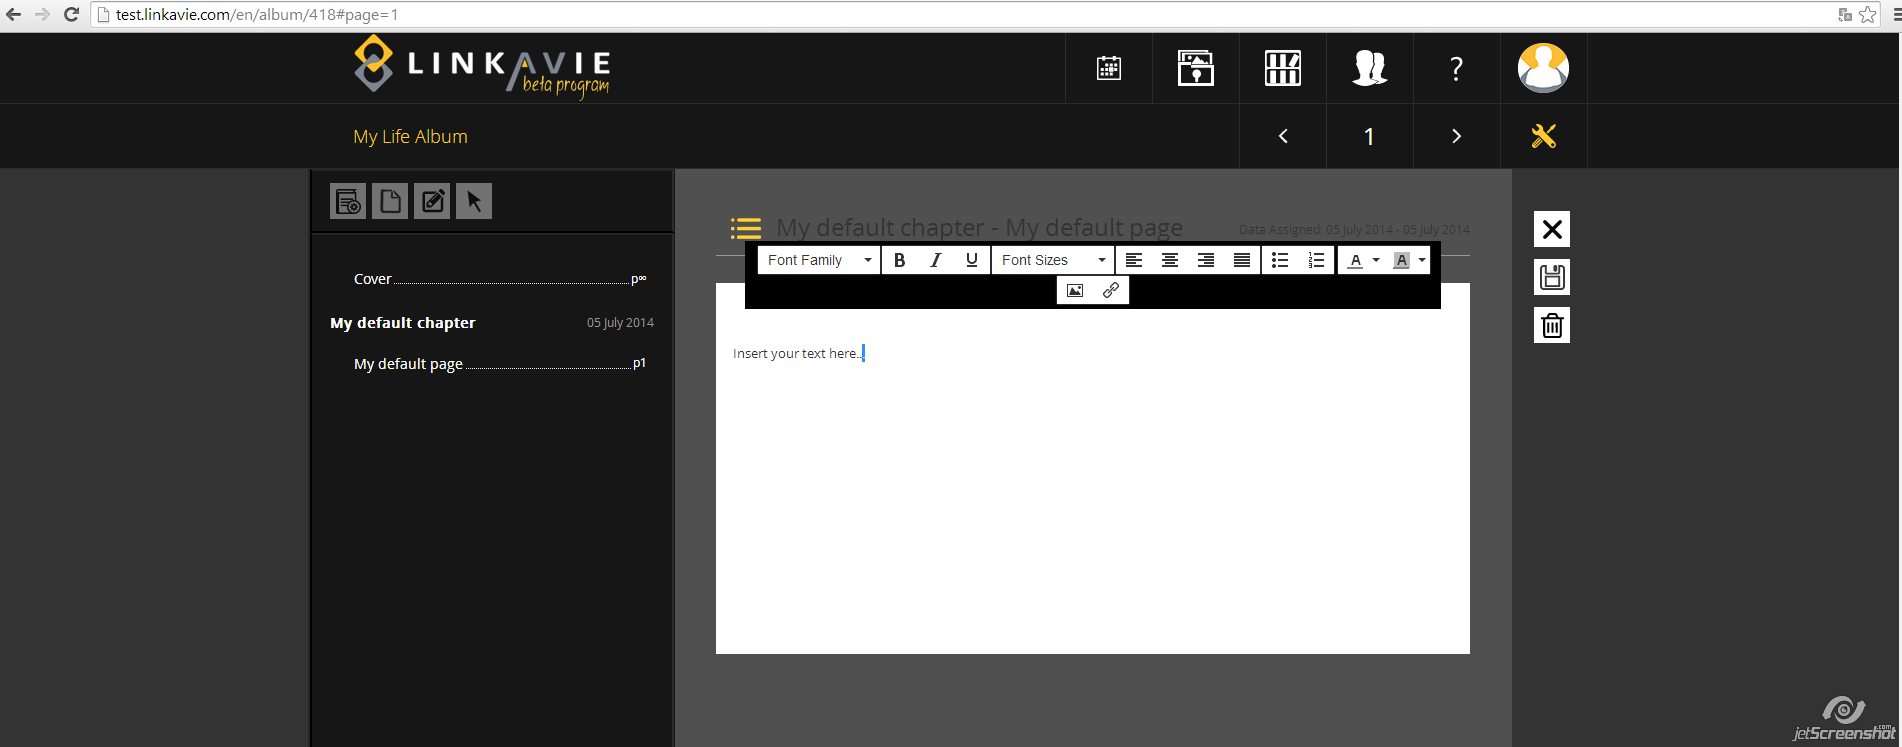 test.linkavie.com/en/album/418#page=1
LINKAVIE
beta program
?
My Life Album
1
Cover p∞
My default chapter 05 July 2014
My default page p1
My default chapter - My default page Data Assigned: 05 July 2014 - 05 July 2014
Font Family B I U Font Sizes A A
Insert your text here...
jetScreenshot.com